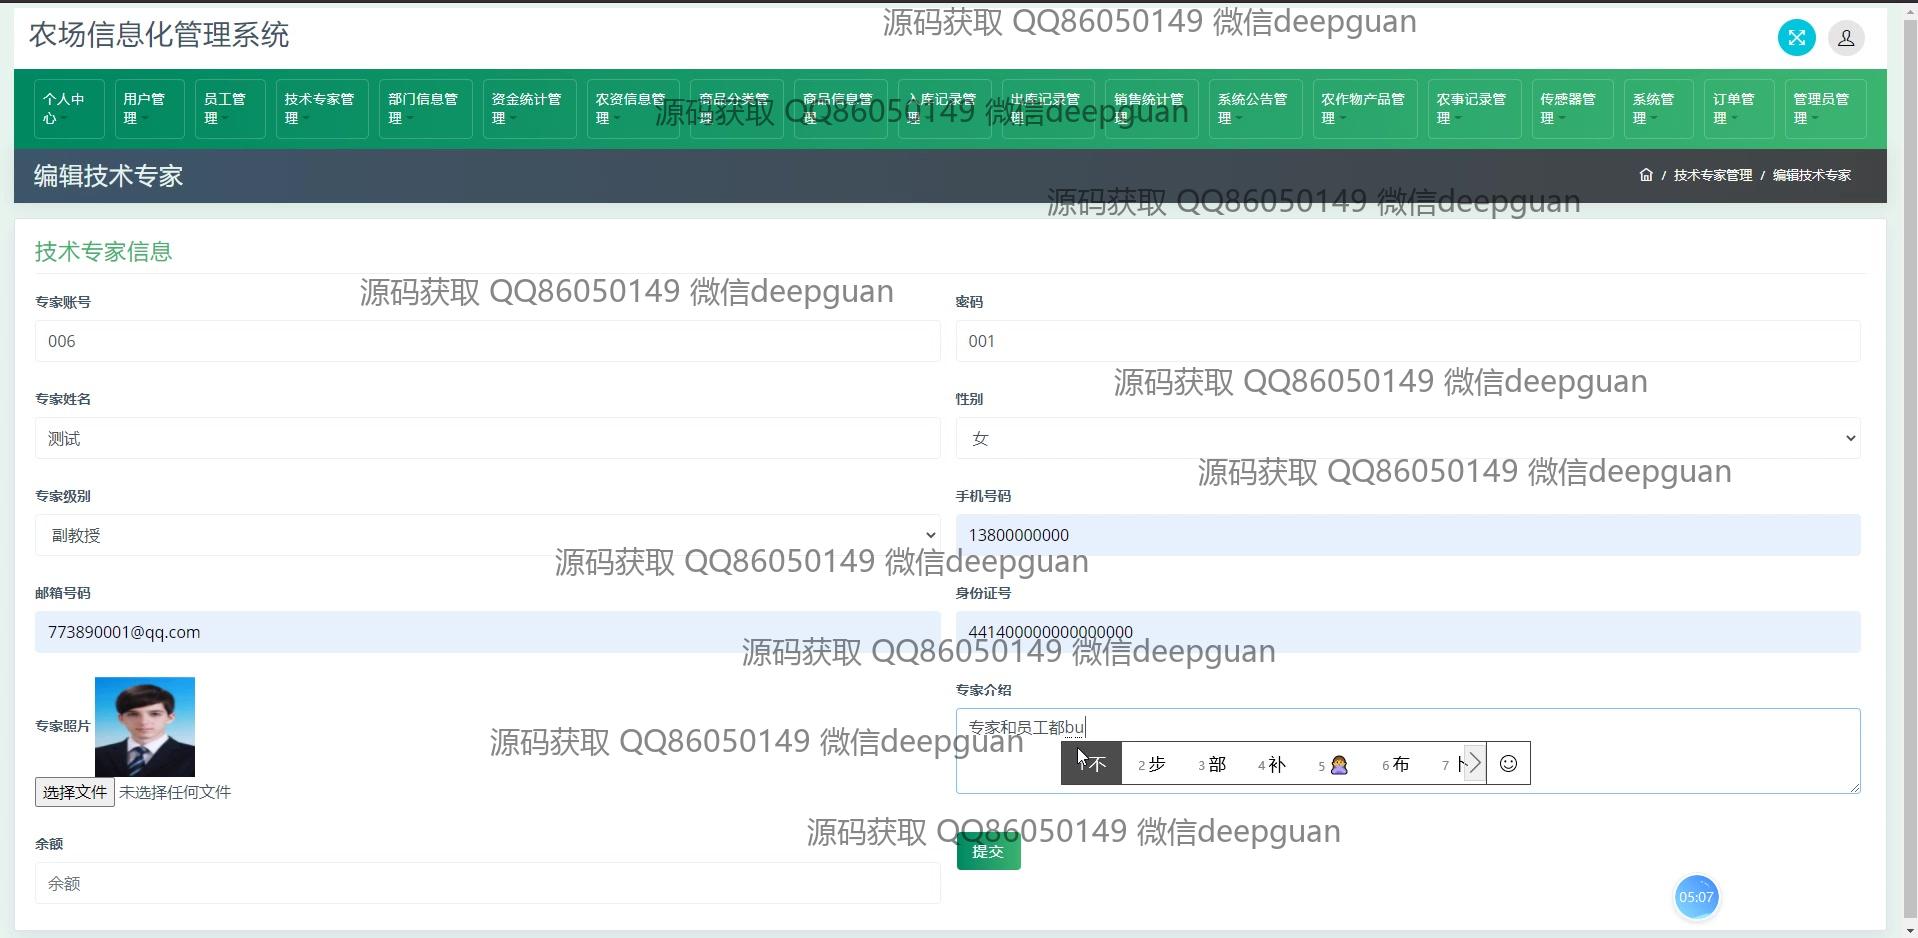 农场信息化管理系统
源码获取 QQ86050149 微信deepguan
个人中心
用户管理
员工管理
技术专家管理
部门信息管理
资金统计管理
农资信息管理
商品分类管理
商品信息管理
入库记录管理
出库记录管理
销售统计管理
系统公告管理
农作物产品管理
农事记录管理
传感器管理
系统管理
订单管理
管理员管理
源码获取 QQ86050149 微信deepguan
编辑技术专家
/ 技术专家管理 / 编辑技术专家
源码获取 QQ86050149 微信deepguan
技术专家信息
源码获取 QQ86050149 微信deepguan
专家账号
密码
006
001
源码获取 QQ86050149 微信deepguan
专家姓名
性别
测试
女
源码获取 QQ86050149 微信deepguan
专家级别
手机号码
副教授
13800000000
源码获取 QQ86050149 微信deepguan
邮箱号码
身份证号
773890001@qq.com
441400000000000000
源码获取 QQ86050149 微信deepguan
专家介绍
专家照片
专家和员工都bu
源码获取 QQ86050149 微信deepguan
1 不 2 步 3 部 4 补 5 6 布 7 卜
选择文件 未选择任何文件
源码获取 QQ86050149 微信deepguan
余额
提交
余额
05:07